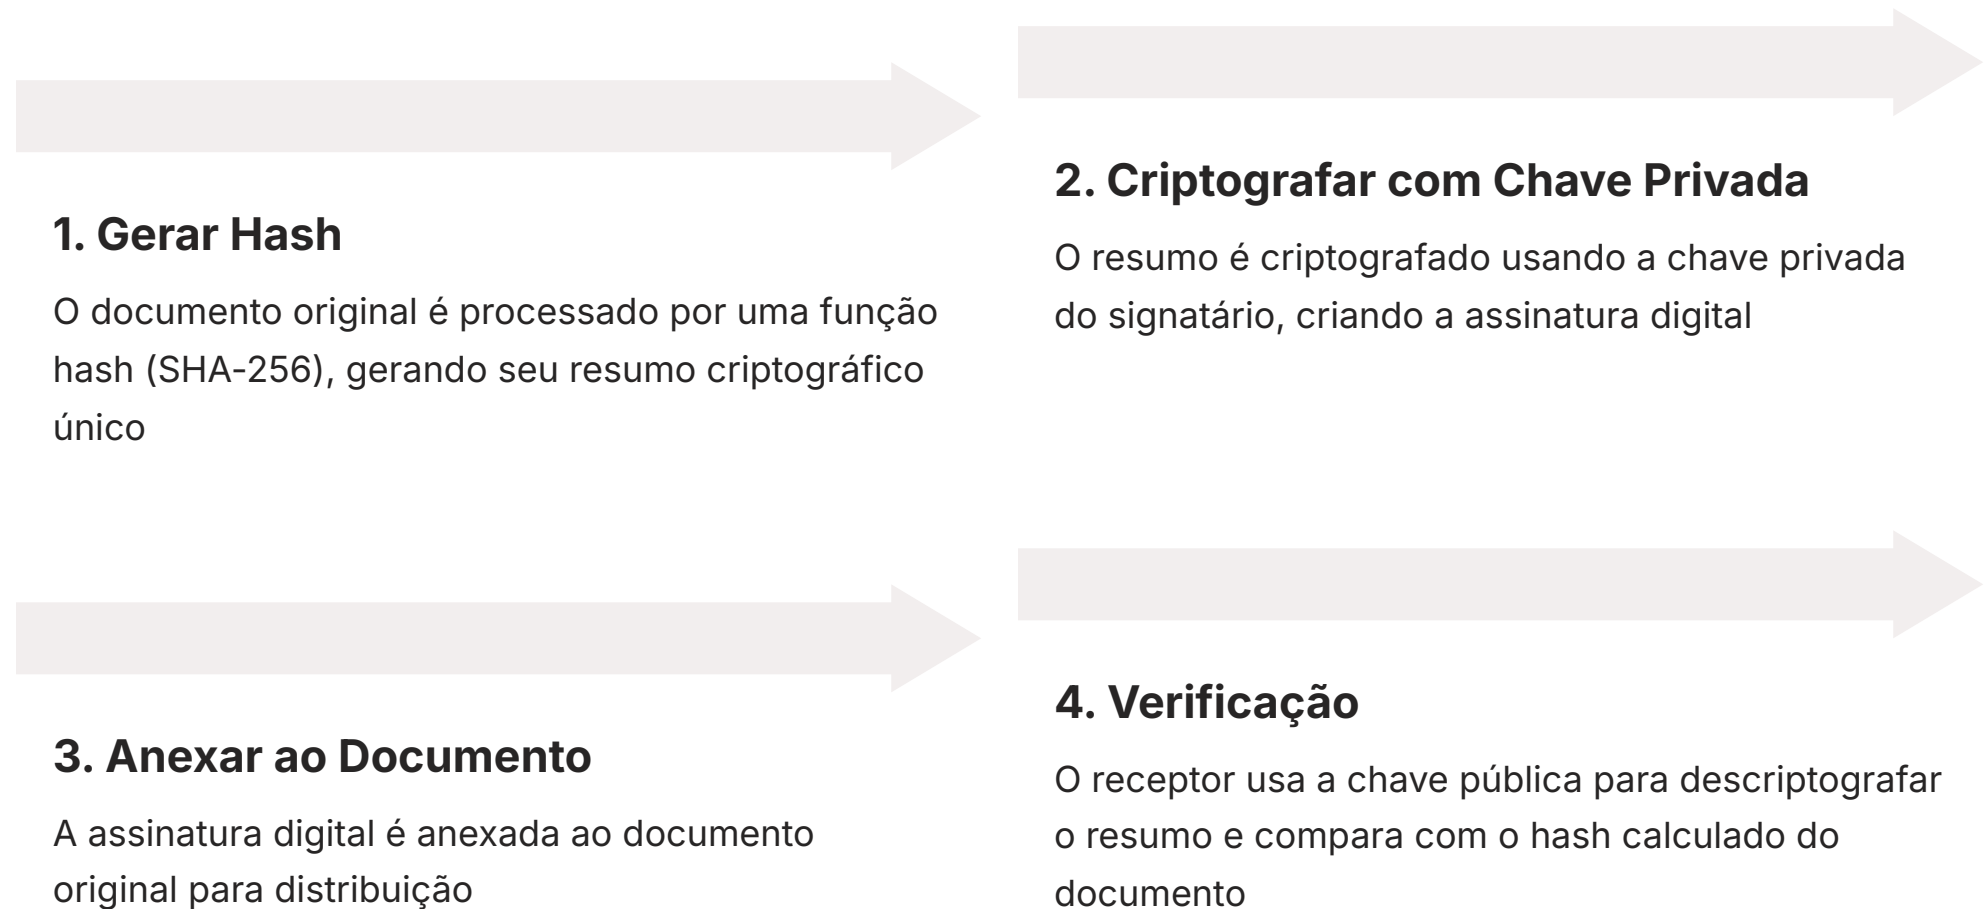 1. Gerar Hash
O documento original é processado por uma função
hash (SHA-256), gerando seu resumo criptográfico
único
2. Criptografar com Chave Privada
O resumo é criptografado usando a chave privada
do signatário, criando a assinatura digital
3. Anexar ao Documento
A assinatura digital é anexada ao documento
original para distribuição
4. Verificação
O receptor usa a chave pública para descriptografar
o resumo e compara com o hash calculado do
documento